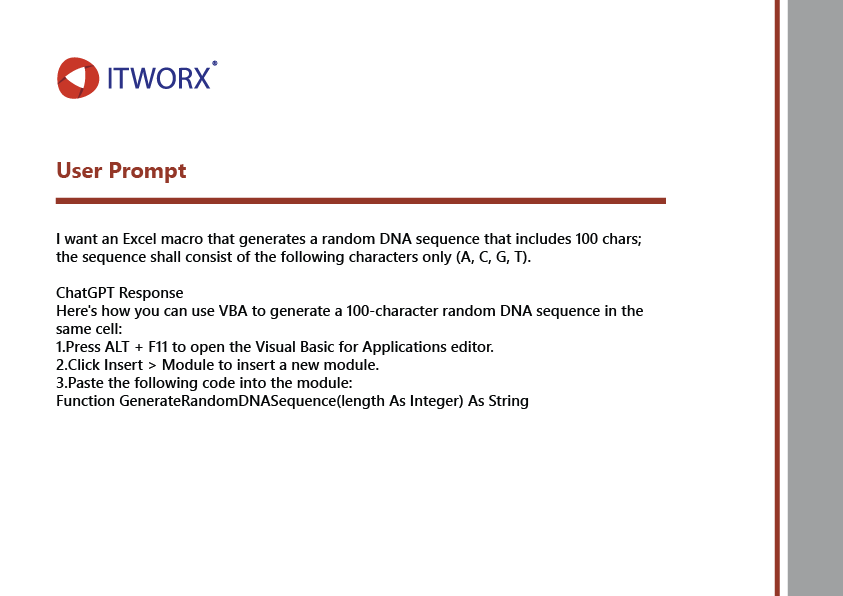 ITWORX®
User Prompt
I want an Excel macro that generates a random DNA sequence that includes 100 chars;
the sequence shall consist of the following characters only (A, C, G, T).
ChatGPT Response
Here's how you can use VBA to generate a 100-character random DNA sequence in the
same cell:
1.Press ALT + F11 to open the Visual Basic for Applications editor.
2.Click Insert > Module to insert a new module.
3.Paste the following code into the module:
Function GenerateRandomDNASequence(length As Integer) As String